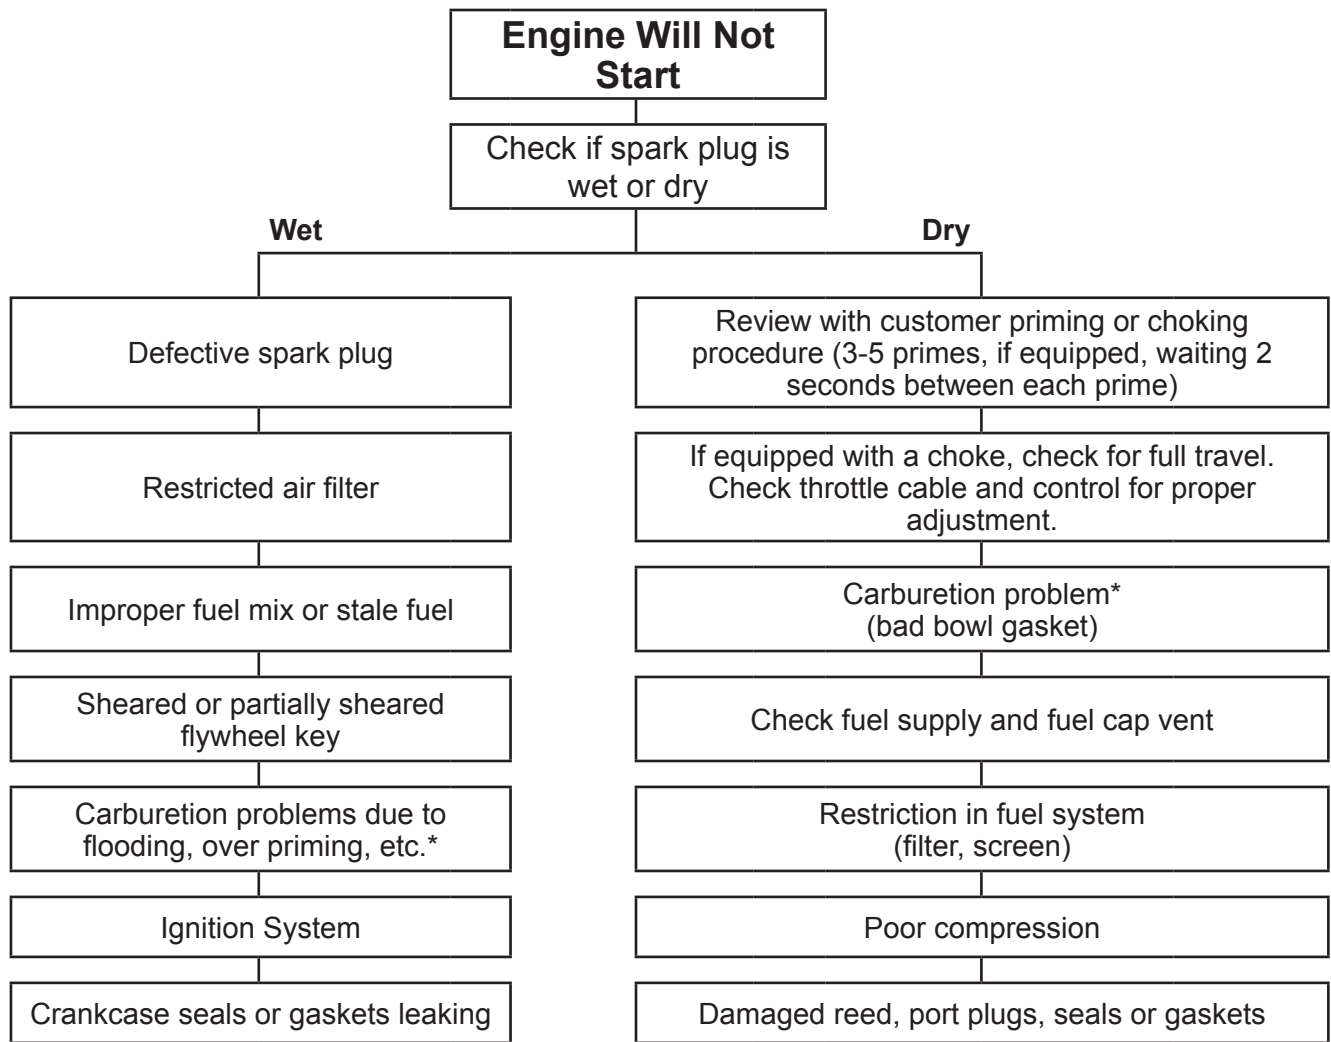 Engine Will Not
Start
Check if spark plug is
wet or dry
Wet
Dry
Defective spark plug
Restricted air filter
Improper fuel mix or stale fuel
Sheared or partially sheared
flywheel key
Carburetion problems due to
flooding, over priming, etc.*
Ignition System
Crankcase seals or gaskets leaking
Review with customer priming or choking
procedure (3-5 primes, if equipped, waiting 2
seconds between each prime)
If equipped with a choke, check for full travel.
Check throttle cable and control for proper
adjustment.
Carburetion problem*
(bad bowl gasket)
Check fuel supply and fuel cap vent
Restriction in fuel system
(filter, screen)
Poor compression
Damaged reed, port plugs, seals or gaskets